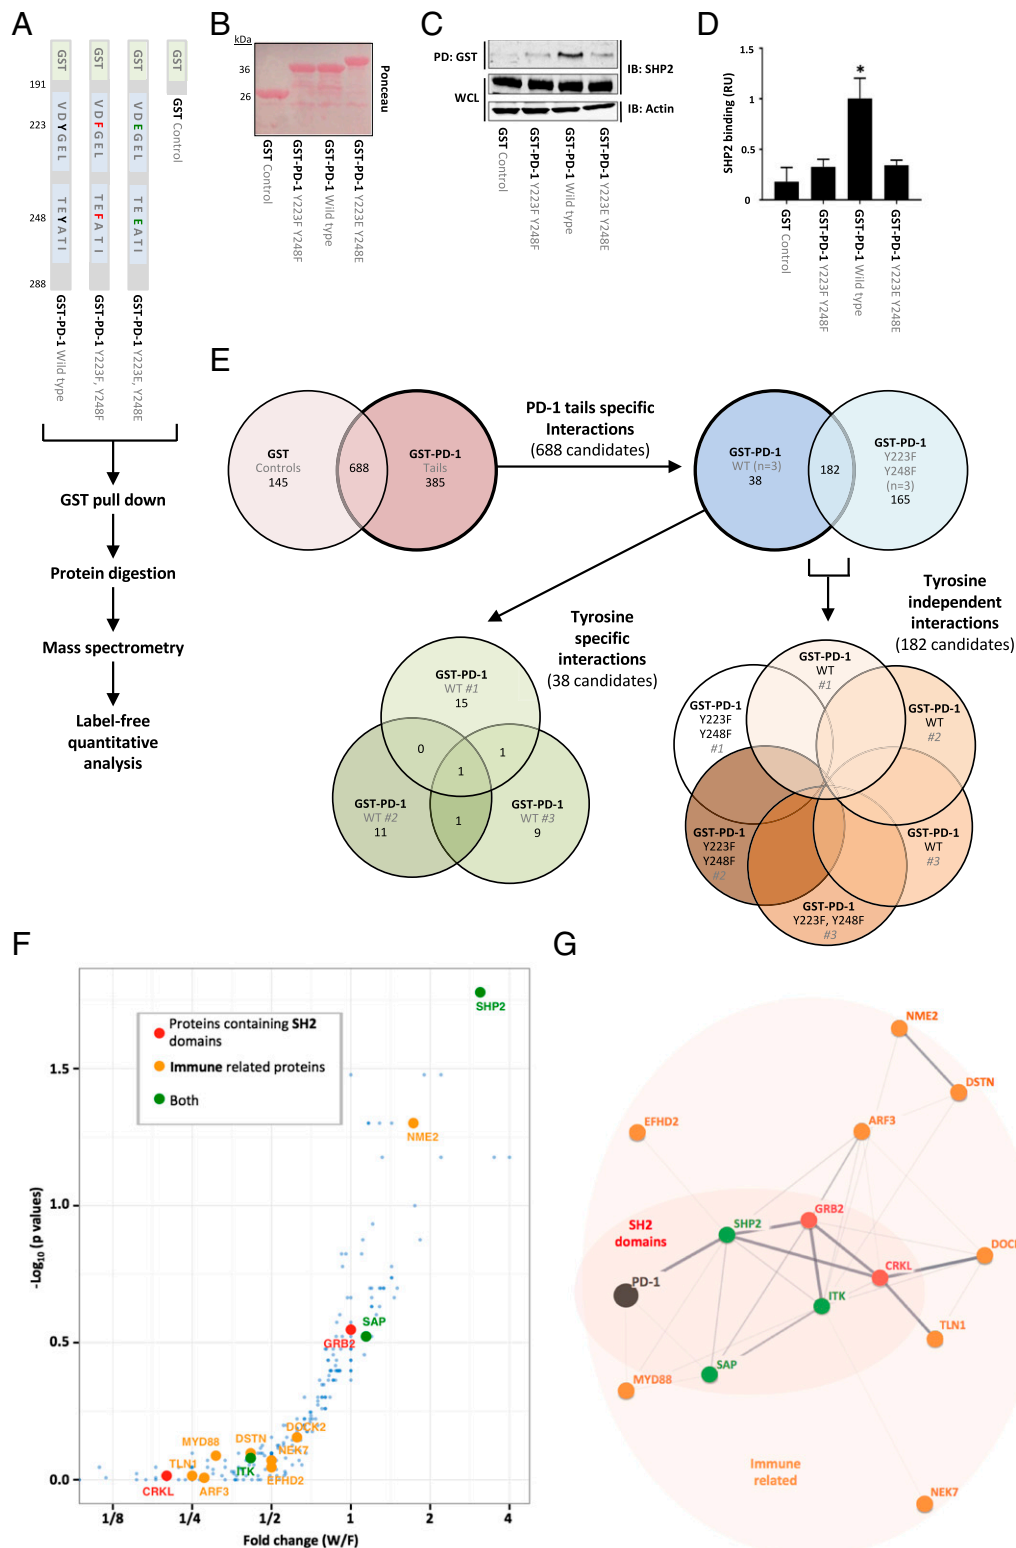 A
GST
GST
GST
GST
191
223
248
288
VDYGEL
VDFGEL
VDEGEL
TEYATI
TEFATI
TEEATI
GST-PD-1 Wild type
GST-PD-1 Y223F, Y248F
GST-PD-1 Y223E, Y248E
GST Control
GST pull down
Protein digestion
Mass spectrometry
Label-free
quantitative
analysis
B
kDa
36
26
Ponceau
GST Control
GST-PD-1 Y223F Y248F
GST-PD-1 Wild type
GST-PD-1 Y223E Y248E
C
PD: GST
WCL
IB: SHP2
IB: Actin
GST Control
GST-PD-1 Y223F Y248F
GST-PD-1 Wild type
GST-PD-1 Y223E Y248E
D
SHP2 binding (RU)
1.5
1
0.5
0
*
GST Control
GST-PD-1 Y223F Y248F
GST-PD-1 Wild type
GST-PD-1 Y223E Y248E
E
GST
Controls
145
688
GST-PD-1
Tails
385
PD-1 tails specific
Interactions
(688 candidates)
GST-PD-1
WT (n=3)
38
182
GST-PD-1
Y223F
Y248F
(n=3)
165
Tyrosine
specific
interactions
(38 candidates)
Tyrosine
independent
interactions
(182 candidates)
GST-PD-1
WT #1
15
0
1
1
1
GST-PD-1
WT #2
11
GST-PD-1
WT #3
9
GST-PD-1
WT
#1
GST-PD-1
Y223F
Y248F
#1
GST-PD-1
WT
#2
GST-PD-1
Y223F
Y248F
#2
GST-PD-1
WT
#3
GST-PD-1
Y223F, Y248F
#3
F
Proteins containing SH2
domains
Immune related proteins
Both
-Log10 (p values)
1.5
1.0
0.5
0.0
SHP2
NME2
SAP
GRB2
DOCK2
DSTN
MYD88
NEK7
TLN1
ITK
EFHD2
CRKL
ARF3
1/8
1/4
1/2
1
2
4
Fold change (W/F)
G
NME2
DSTN
EFHD2
ARF3
GRB2
SHP2
SH2
domains
DOCK
CRKL
PD-1
ITK
TLN1
SAP
MYD88
Immune
related
NEK7